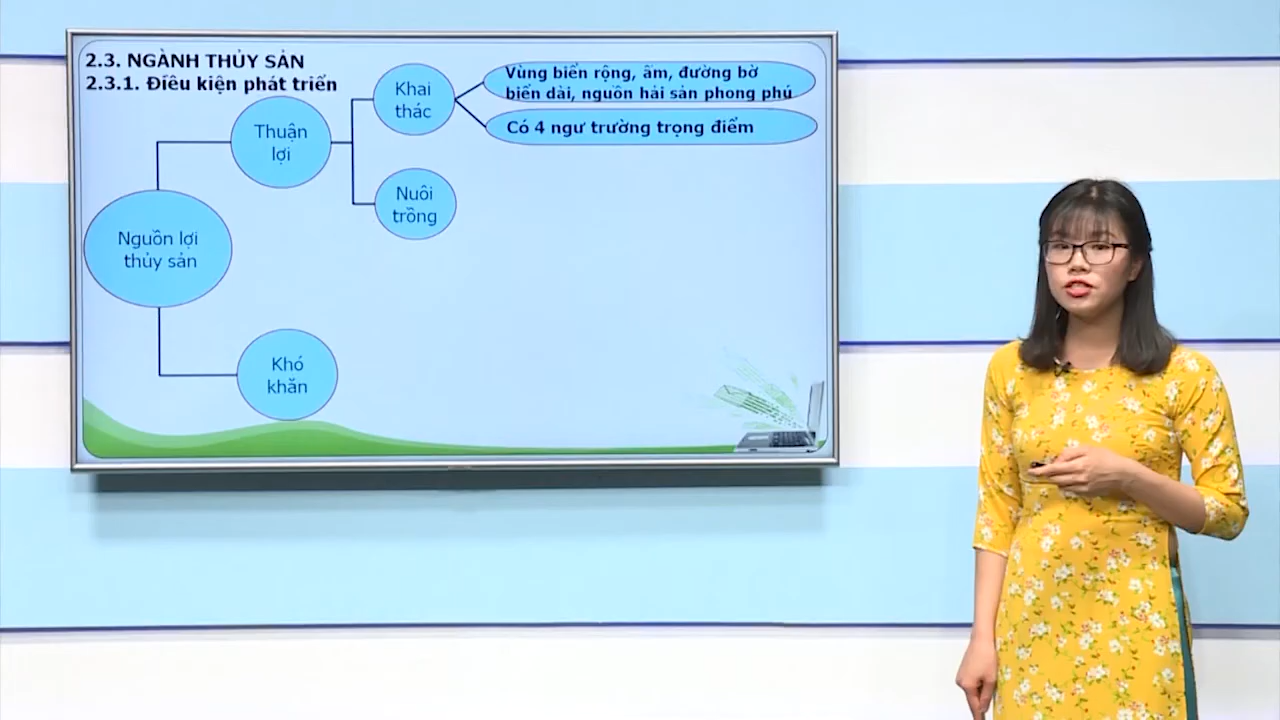 2.3. NGÀNH THỦY SẢN
2.3.1. Điều kiện phát triển
Khai
thác
Vùng biển rộng, ấm, đường bờ
biển dài, nguồn hải sản phong phú
Có 4 ngư trường trọng điểm
Thuận
lợi
Nuôi
trồng
Nguồn lợi
thủy sản
Khó
khăn